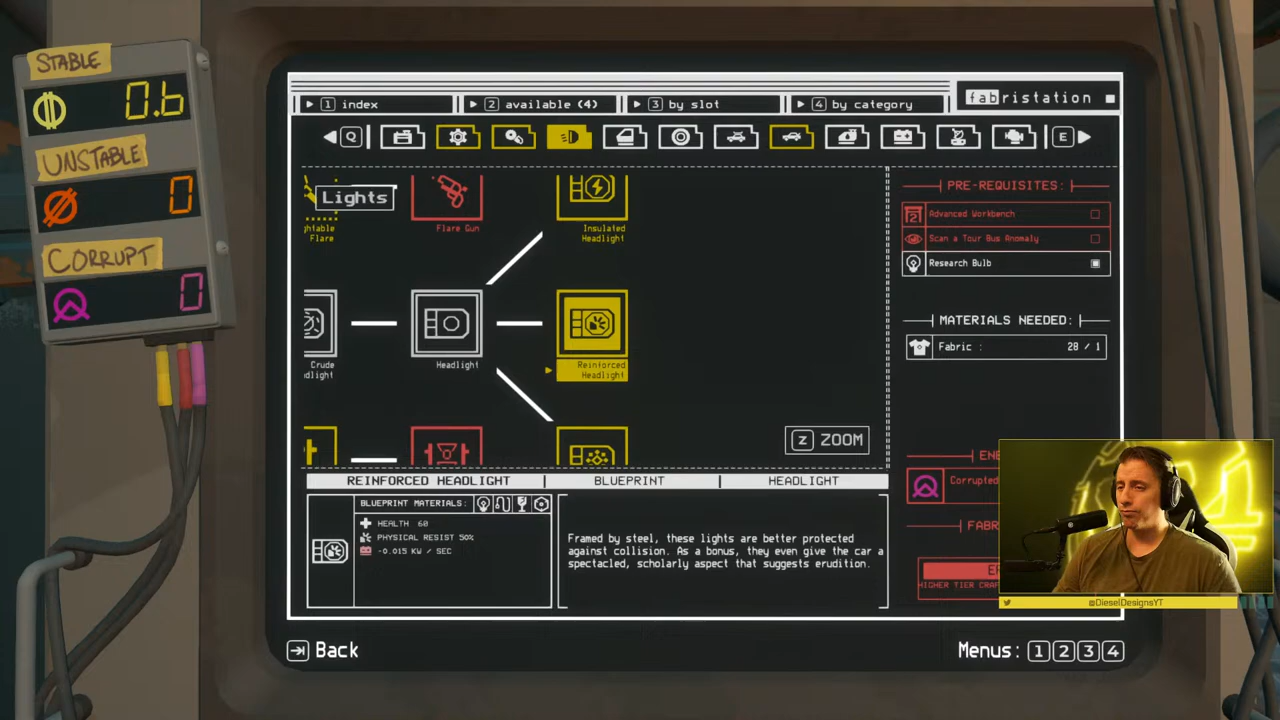 STABLE
0.6
UNSTABLE
0
CORRUPT
0
1 index
2 available (4)
3 by slot
4 by category
fabristation
Q
E
Lights
Flare
Flare Gun
Insulated
Headlight
Crude
Headlight
Reinforced
Headlight
Z ZOOM
PRE-REQUISITES:
Advanced Workbench
Scan a Tour Bus Anomaly
Research Bulb
MATERIALS NEEDED:
Fabric : 28 / 1
Corrupted
REINFORCED HEADLIGHT
BLUEPRINT
HEADLIGHT
BLUEPRINT MATERIALS:
HEALTH 60
PHYSICAL RESIST 50%
-0.015 KW / SEC
Framed by steel, these lights are better protected
against collision. As a bonus, they even give the car a
spectacled, scholarly aspect that suggests erudition.
HIGHER TIER
@DieselDesignsYT
Back
Menus: 1 2 3 4